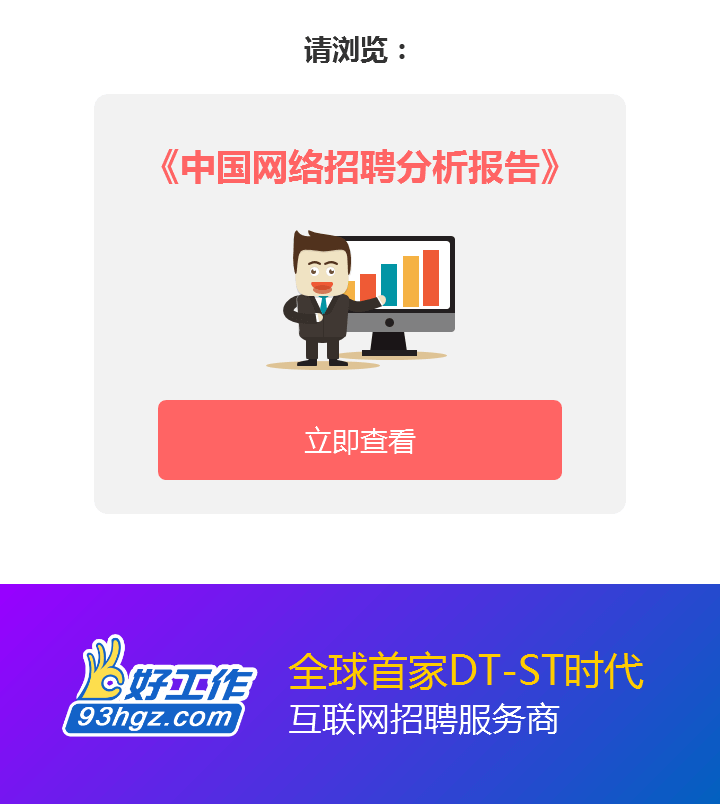 请浏览：
《中国网络招聘分析报告》
立即查看
好工作
93hgz.com
全球首家DT-ST时代
互联网招聘服务商